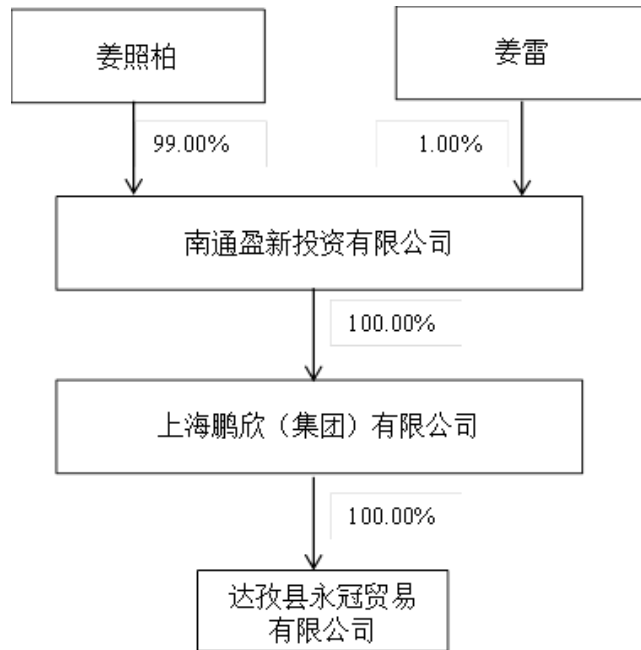 姜照柏
姜雷
99.00%
1.00%
南通盈新投资有限公司
100.00%
上海鹏欣（集团）有限公司
100.00%
达孜县永冠贸易
有限公司